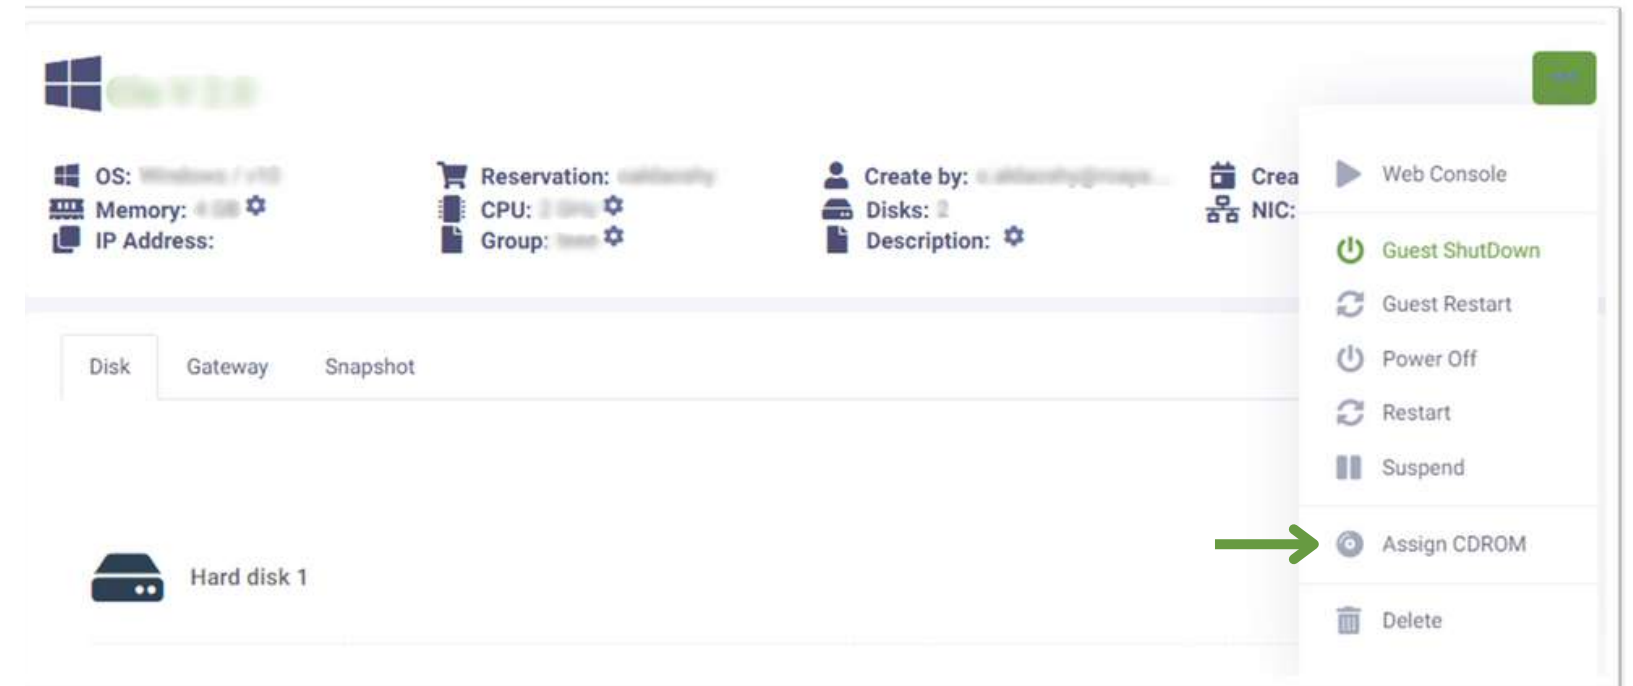 OS:
Reservation:
Create by:
Crea
Memory:
CPU:
Disks: 2
NIC:
IP Address:
Group:
Description:
Web Console
Guest ShutDown
Guest Restart
Power Off
Restart
Suspend
Assign CDROM
Delete
Disk
Gateway
Snapshot
Hard disk 1